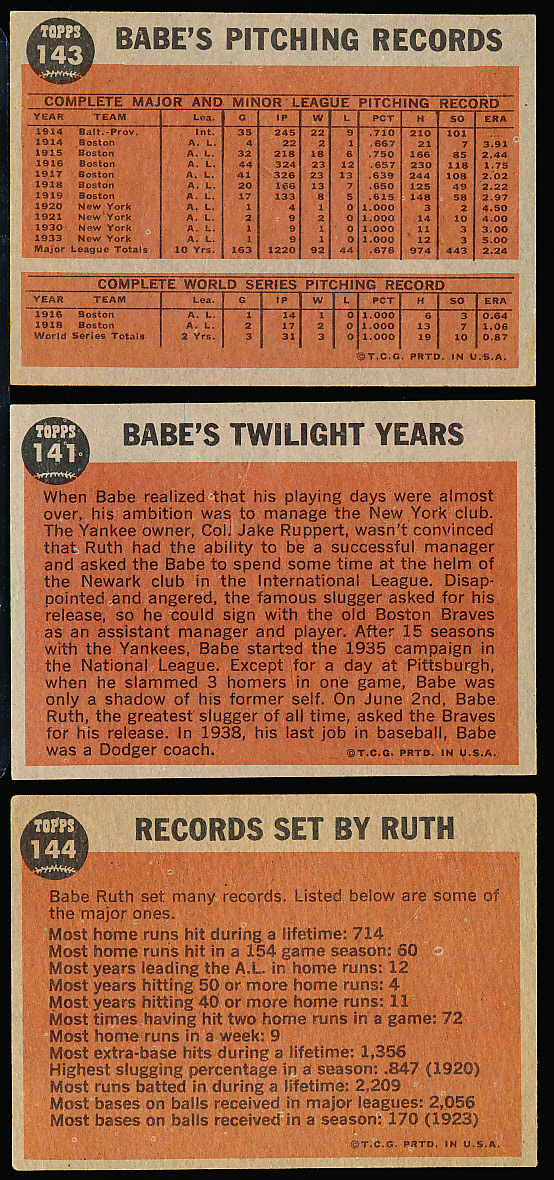 TOPPS
143
BABE'S PITCHING RECORDS
COMPLETE MAJOR AND MINOR LEAGUE PITCHING RECORD
YEAR TEAM Lea. G IP W L PCT H SO ERA
1914 Balt.-Prov. Int. 35 245 22 9 .710 210 101 ...
1914 Boston A. L. 4 22 2 1 .667 21 7 3.91
1915 Boston A. L. 32 218 18 6 .750 166 85 2.44
1916 Boston A. L. 44 324 23 12 .657 230 118 1.75
1917 Boston A. L. 41 326 23 13 .639 244 108 2.02
1918 Boston A. L. 20 166 13 7 .650 125 49 2.22
1919 Boston A. L. 17 133 8 5 .615 148 58 2.97
1920 New York A. L. 1 4 1 0 1.000 3 2 4.50
1921 New York A. L. 2 9 2 0 1.000 14 10 4.00
1930 New York A. L. 1 9 1 0 1.000 11 3 3.00
1933 New York A. L. 1 9 1 0 1.000 12 3 5.00
Major League Totals 10 Yrs. 163 1220 92 44 .676 974 443 2.24
COMPLETE WORLD SERIES PITCHING RECORD
YEAR TEAM Lea. G IP W L PCT H SO ERA
1916 Boston A. L. 1 14 1 0 1.000 6 3 0.64
1918 Boston A. L. 2 17 2 0 1.000 13 7 1.06
World Series Totals 2 Yrs. 3 31 3 0 1.000 19 10 0.87
©T.C.G. PRTD. IN U.S.A.
TOPPS
141
BABE'S TWILIGHT YEARS
When Babe realized that his playing days were almost
over, his ambition was to manage the New York club.
The Yankee owner, Col. Jake Ruppert, wasn't convinced
that Ruth had the ability to be a successful manager
and asked the Babe to spend some time at the helm of
the Newark club in the International League. Disap-
pointed and angered, the famous slugger asked for his
release, so he could sign with the old Boston Braves
as an assistant manager and player. After 15 seasons
with the Yankees, Babe started the 1935 campaign in
the National League. Except for a day at Pittsburgh,
when he slammed 3 homers in one game, Babe was
only a shadow of his former self. On June 2nd, Babe
Ruth, the greatest slugger of all time, asked the Braves
for his release. In 1938, his last job in baseball, Babe
was a Dodger coach.
©T.C.G. PRTD. IN U.S.A.
TOPPS
144
RECORDS SET BY RUTH
Babe Ruth set many records. Listed below are some of
the major ones.
Most home runs hit during a lifetime: 714
Most home runs hit in a 154 game season: 60
Most years leading the A.L. in home runs: 12
Most years hitting 50 or more home runs: 4
Most years hitting 40 or more home runs: 11
Most times having hit two home runs in a game: 72
Most home runs in a week: 9
Most extra-base hits during a lifetime: 1,356
Highest slugging percentage in a season: .847 (1920)
Most runs batted in during a lifetime: 2,209
Most bases on balls received in major leagues: 2,056
Most bases on balls received in a season: 170 (1923)
©T.C.G. PRTD. IN U.S.A.